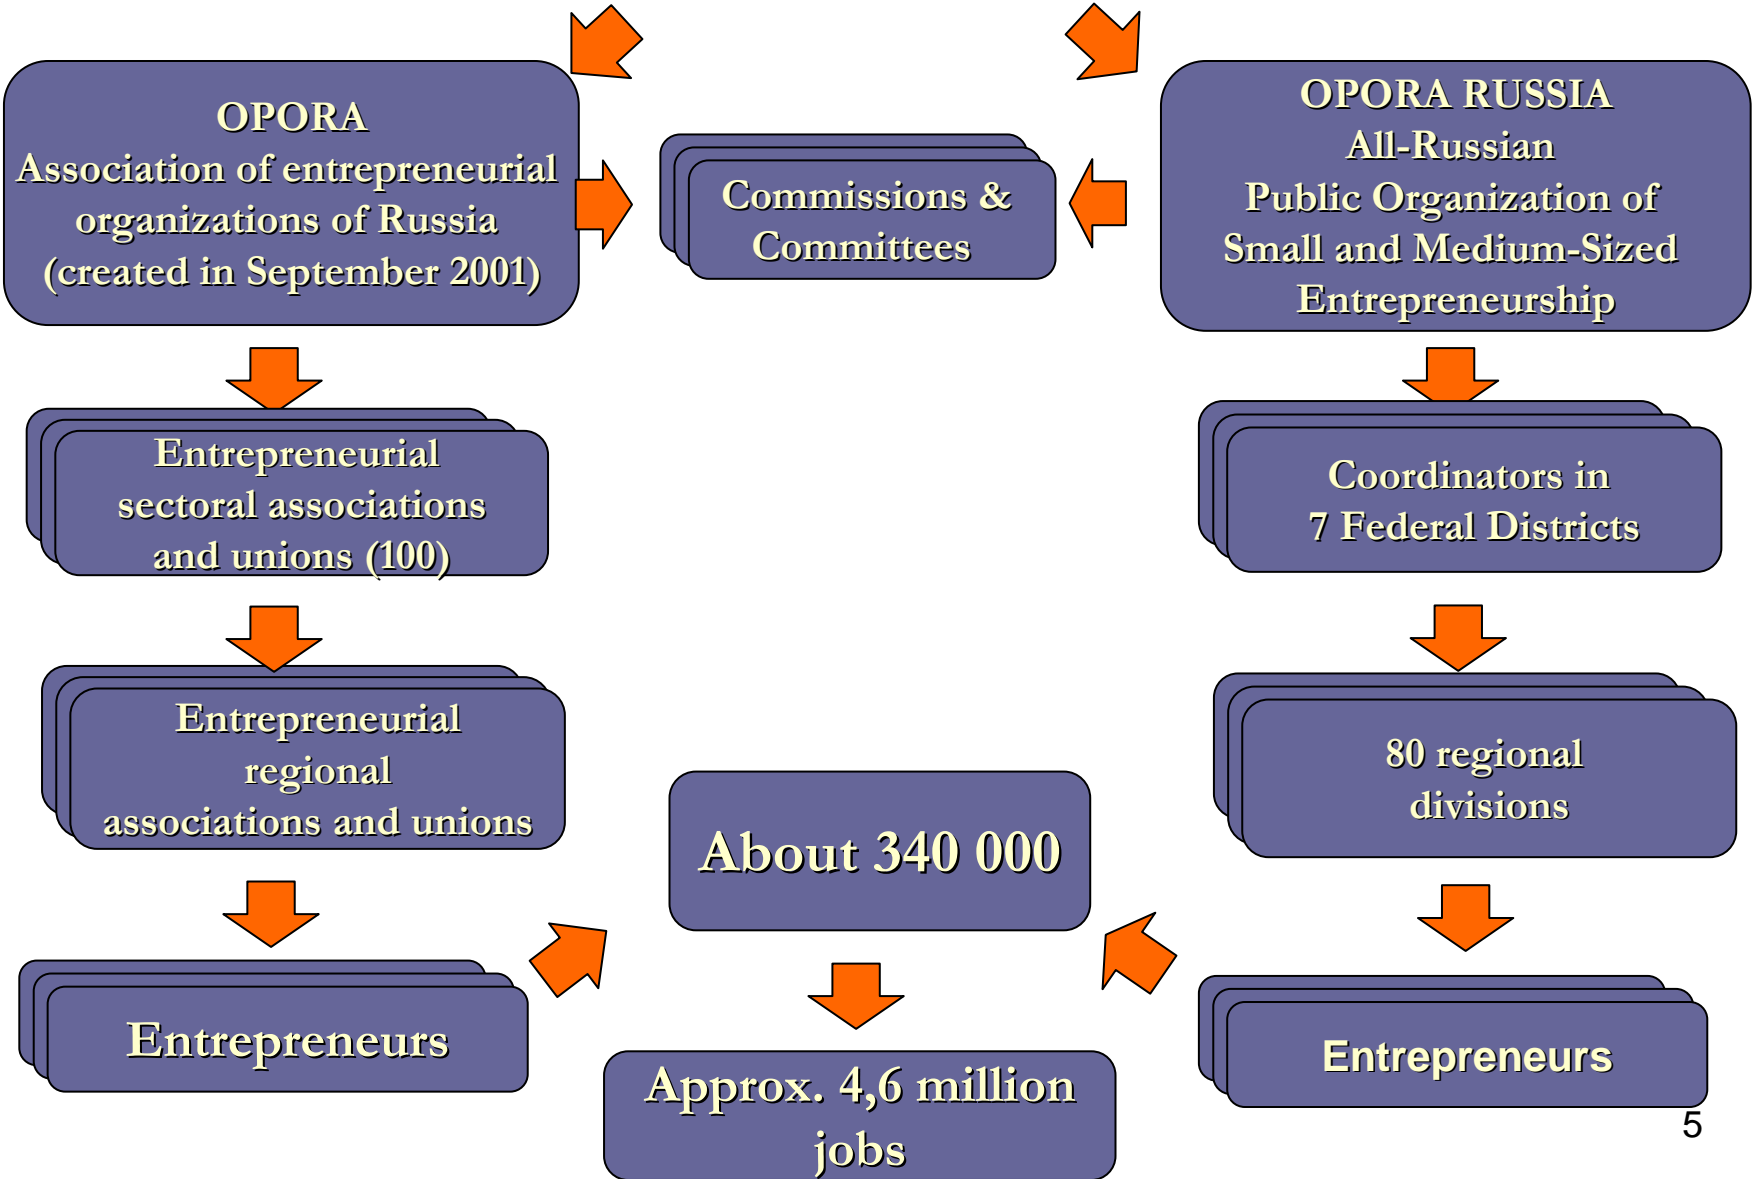 OPORA
Association of entrepreneurial
organizations of Russia
(created in September 2001)
Commissions &
Committees
OPORA RUSSIA
All-Russian
Public Organization of
Small and Medium-Sized
Entrepreneurship
Entrepreneurial
sectoral associations
and unions (100)
Coordinators in
7 Federal Districts
Entrepreneurial
regional
associations and unions
80 regional
divisions
About 340 000
Entrepreneurs
Entrepreneurs
Approx. 4,6 million
jobs
5